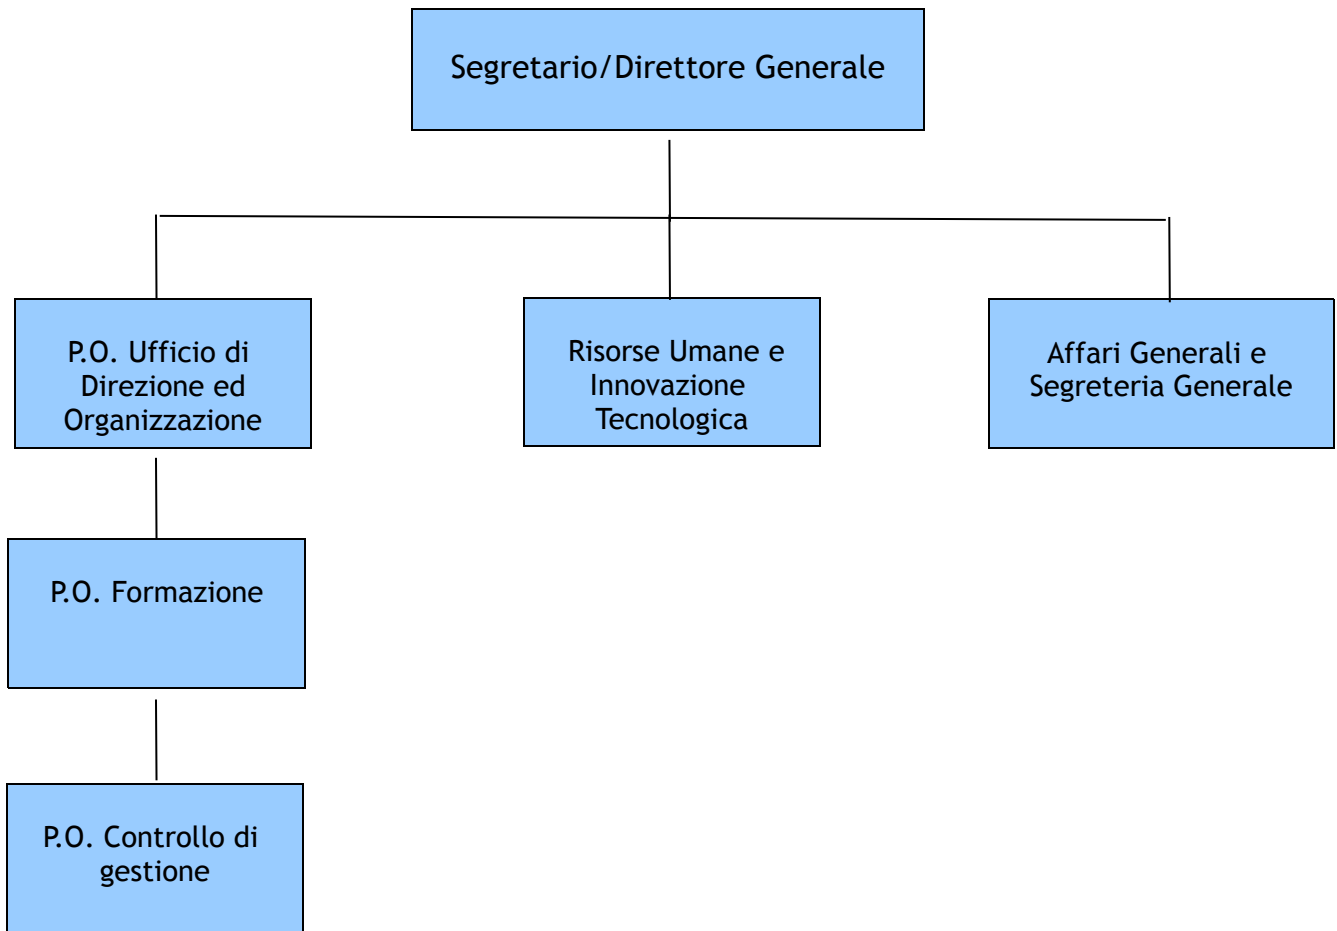 Segretario/Direttore Generale
P.O. Ufficio di
Direzione ed
Organizzazione
Risorse Umane e
Innovazione
Tecnologica
Affari Generali e
Segreteria Generale
P.O. Formazione
P.O. Controllo di
gestione